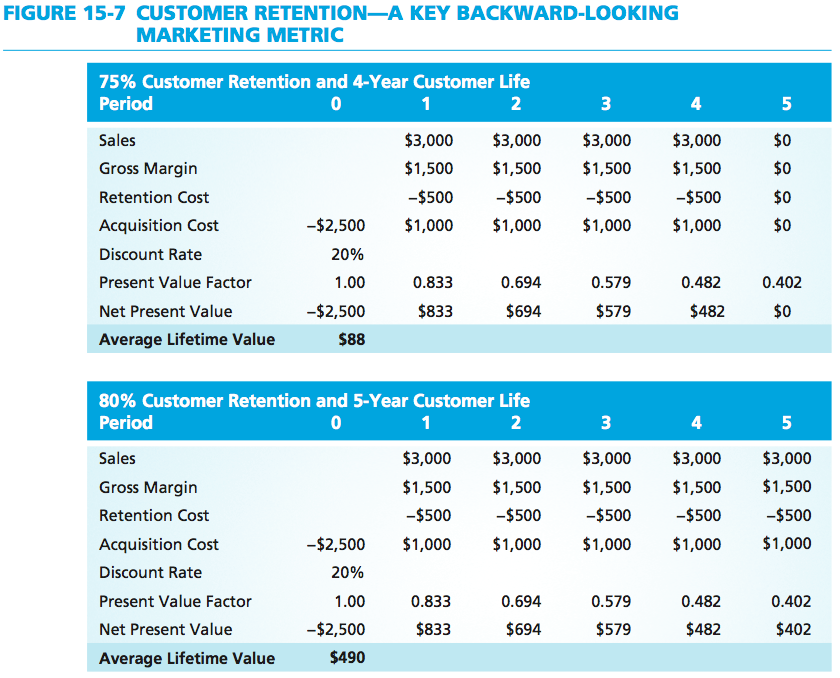 FIGURE 15-7 CUSTOMER RETENTION—A KEY BACKWARD-LOOKING
MARKETING METRIC
75% Customer Retention and 4-Year Customer Life
Period 0 1 2 3 4 5
Sales $3,000 $3,000 $3,000 $3,000 $0
Gross Margin $1,500 $1,500 $1,500 $1,500 $0
Retention Cost –$500 –$500 –$500 –$500 $0
Acquisition Cost –$2,500 $1,000 $1,000 $1,000 $1,000 $0
Discount Rate 20%
Present Value Factor 1.00 0.833 0.694 0.579 0.482 0.402
Net Present Value –$2,500 $833 $694 $579 $482 $0
Average Lifetime Value $88
80% Customer Retention and 5-Year Customer Life
Period 0 1 2 3 4 5
Sales $3,000 $3,000 $3,000 $3,000 $3,000
Gross Margin $1,500 $1,500 $1,500 $1,500 $1,500
Retention Cost –$500 –$500 –$500 –$500 –$500
Acquisition Cost –$2,500 $1,000 $1,000 $1,000 $1,000 $1,000
Discount Rate 20%
Present Value Factor 1.00 0.833 0.694 0.579 0.482 0.402
Net Present Value –$2,500 $833 $694 $579 $482 $402
Average Lifetime Value $490